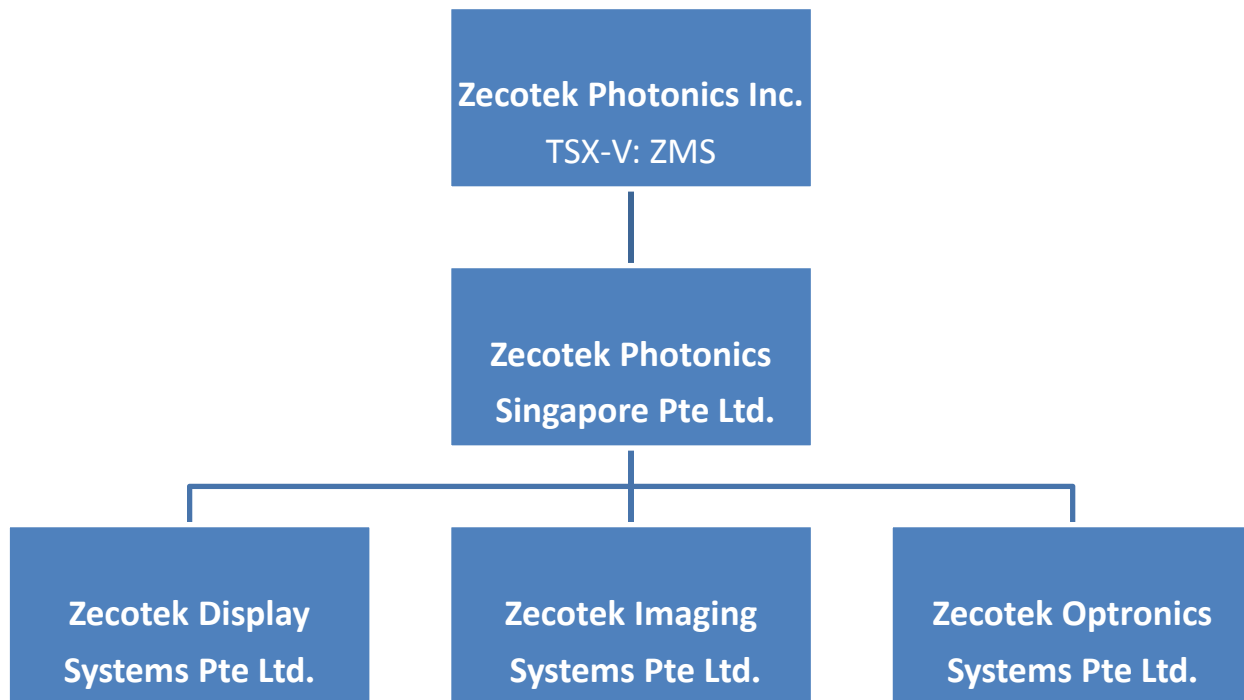 Zecotek Photonics Inc.
TSX-V: ZMS
Zecotek Photonics
Singapore Pte Ltd.
Zecotek Display
Systems Pte Ltd.
Zecotek Imaging
Systems Pte Ltd.
Zecotek Optronics
Systems Pte Ltd.